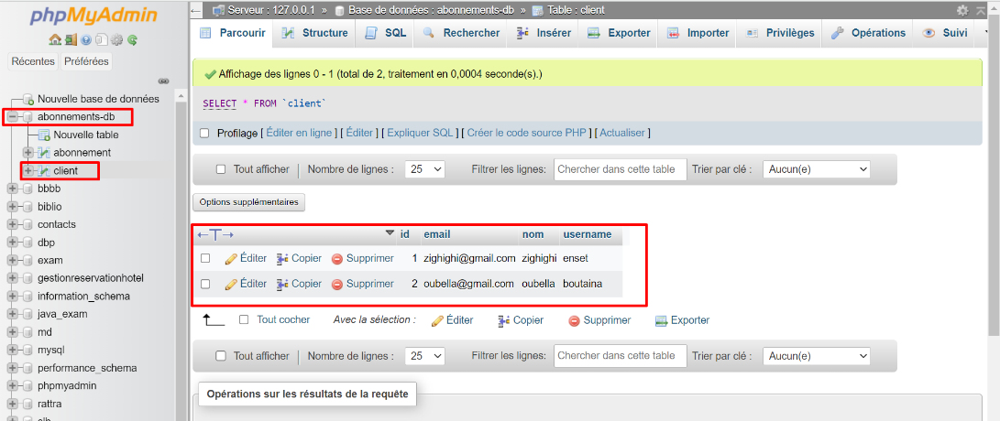 phpMyAdmin
Récentes Préférées
Nouvelle base de données
abonnements-db
Nouvelle table
abonnement
client
bbbb
biblio
contacts
dbp
exam
gestionreservationhotel
information_schema
java_exam
md
mysql
performance_schema
phpmyadmin
rattra
Serveur : 127.0.0.1 » Base de données : abonnements-db » Table : client
Parcourir Structure SQL Rechercher Insérer Exporter Importer Privilèges Opérations Suivi
Affichage des lignes 0 - 1 (total de 2, traitement en 0,0004 seconde(s).)
SELECT * FROM `client`
Profilage [ Éditer en ligne ] [ Éditer ] [ Expliquer SQL ] [ Créer le code source PHP ] [ Actualiser ]
Tout afficher Nombre de lignes : 25 Filtrer les lignes: Chercher dans cette table Trier par clé : Aucun(e)
Options supplémentaires
←T→ id email nom username
Éditer Copier Supprimer 1 zighighi@gmail.com zighighi enset
Éditer Copier Supprimer 2 oubella@gmail.com oubella boutaina
Tout cocher Avec la sélection : Éditer Copier Supprimer Exporter
Tout afficher Nombre de lignes : 25 Filtrer les lignes: Chercher dans cette table Trier par clé : Aucun(e)
Opérations sur les résultats de la requête